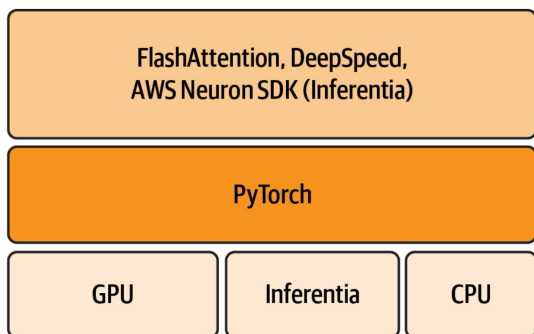 FlashAttention, DeepSpeed,
AWS Neuron SDK (Inferentia)
PyTorch
GPU
Inferentia
CPU